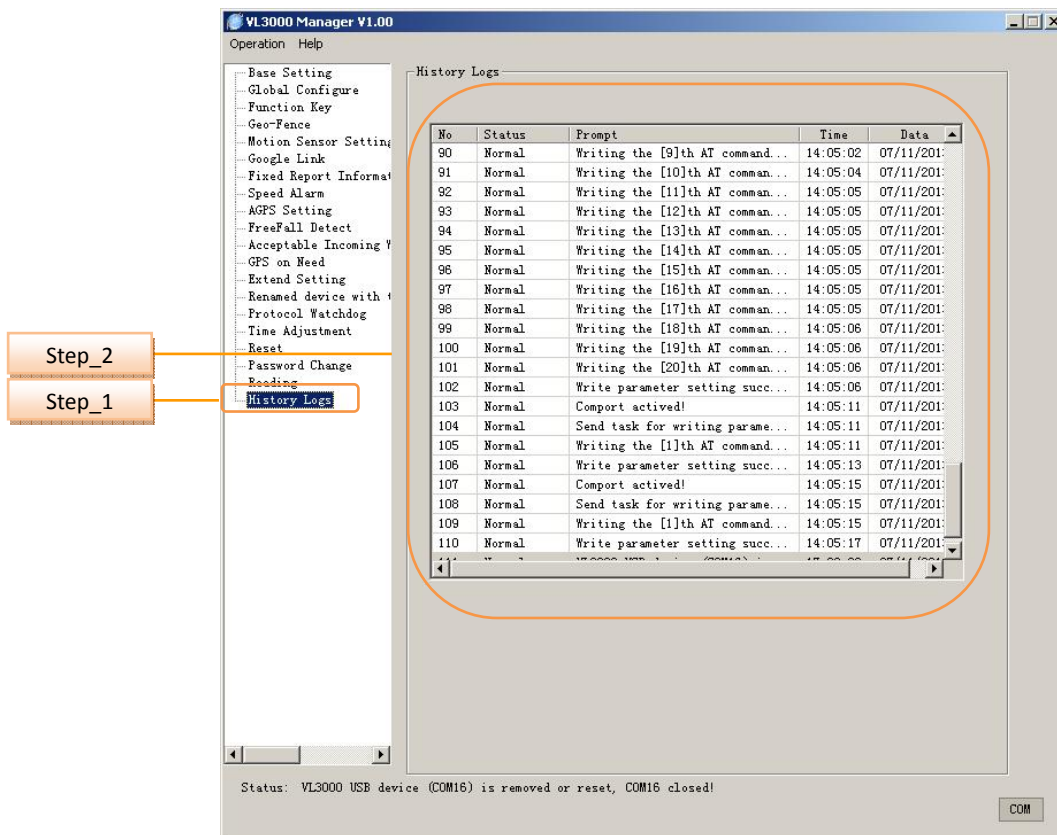 VL3000 Manager V1.00
Operation Help
Base Setting
Global Configure
Function Key
Geo-Fence
Motion Sensor Setting
Google Link
Fixed Report Informat
Speed Alarm
AGPS Setting
FreeFall Detect
Acceptable Incoming
GPS on Need
Extend Setting
Renamed device with
Protocol Watchdog
Time Adjustment
Reset
Password Change
Reading
History Logs
Step_2
Step_1
History Logs
No Status Prompt Time Data
90 Normal Writing the [9]th AT command... 14:05:02 07/11/201
91 Normal Writing the [10]th AT comman... 14:05:04 07/11/201
92 Normal Writing the [11]th AT comman... 14:05:05 07/11/201
93 Normal Writing the [12]th AT comman... 14:05:05 07/11/201
94 Normal Writing the [13]th AT comman... 14:05:05 07/11/201
95 Normal Writing the [14]th AT comman... 14:05:05 07/11/201
96 Normal Writing the [15]th AT comman... 14:05:05 07/11/201
97 Normal Writing the [16]th AT comman... 14:05:05 07/11/201
98 Normal Writing the [17]th AT comman... 14:05:05 07/11/201
99 Normal Writing the [18]th AT comman... 14:05:06 07/11/201
100 Normal Writing the [19]th AT comman... 14:05:06 07/11/201
101 Normal Writing the [20]th AT comman... 14:05:06 07/11/201
102 Normal Write parameter setting succ... 14:05:06 07/11/201
103 Normal Comport actived! 14:05:11 07/11/201
104 Normal Send task for writing parame... 14:05:11 07/11/201
105 Normal Writing the [1]th AT command... 14:05:11 07/11/201
106 Normal Write parameter setting succ... 14:05:13 07/11/201
107 Normal Comport actived! 14:05:15 07/11/201
108 Normal Send task for writing parame... 14:05:15 07/11/201
109 Normal Writing the [1]th AT command... 14:05:15 07/11/201
110 Normal Write parameter setting succ... 14:05:17 07/11/201
Status: VL3000 USB device (COM16) is removed or reset, COM16 closed!
COM